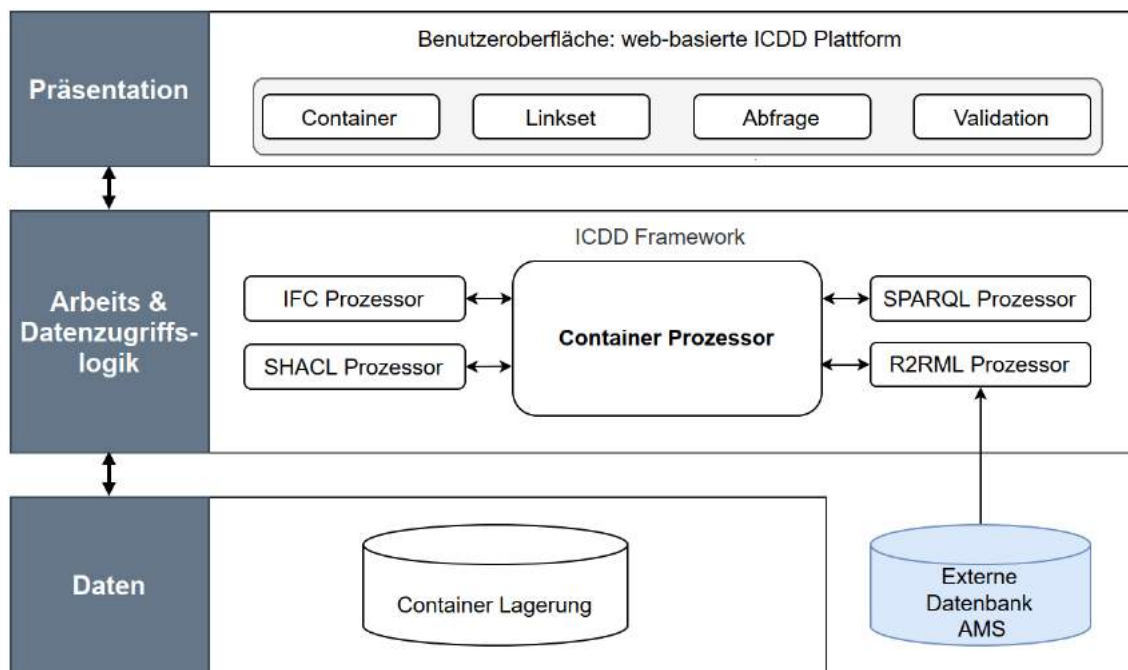 Benutzeroberfläche: web-basierte ICDD Plattform
Präsentation
Container
Linkset
Abfrage
Validation
ICDD Framework
Arbeits &
Datenzugriffs-
logik
IFC Prozessor
SHACL Prozessor
Container Prozessor
SPARQL Prozessor
R2RML Prozessor
Daten
Container Lagerung
Externe
Datenbank
AMS